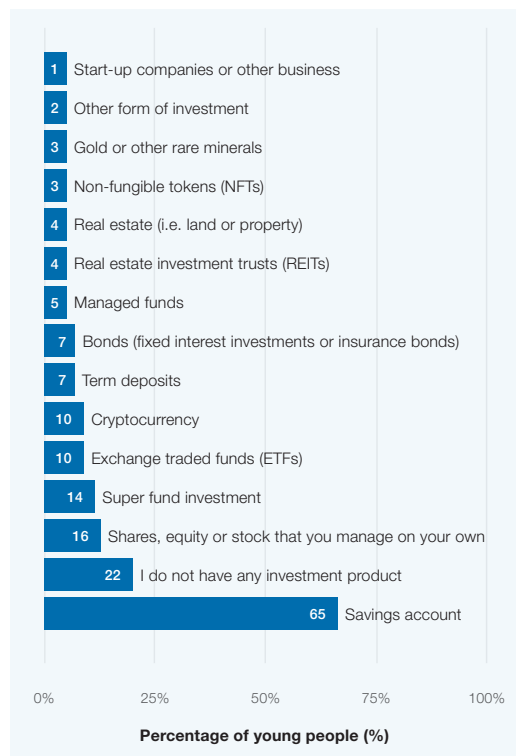 1 Start-up companies or other business
2 Other form of investment
3 Gold or other rare minerals
3 Non-fungible tokens (NFTs)
4 Real estate (i.e. land or property)
4 Real estate investment trusts (REITs)
5 Managed funds
7 Bonds (fixed interest investments or insurance bonds)
7 Term deposits
10 Cryptocurrency
10 Exchange traded funds (ETFs)
14 Super fund investment
16 Shares, equity or stock that you manage on your own
22 I do not have any investment product
65 Savings account
0% 25% 50% 75% 100%
Percentage of young people (%)